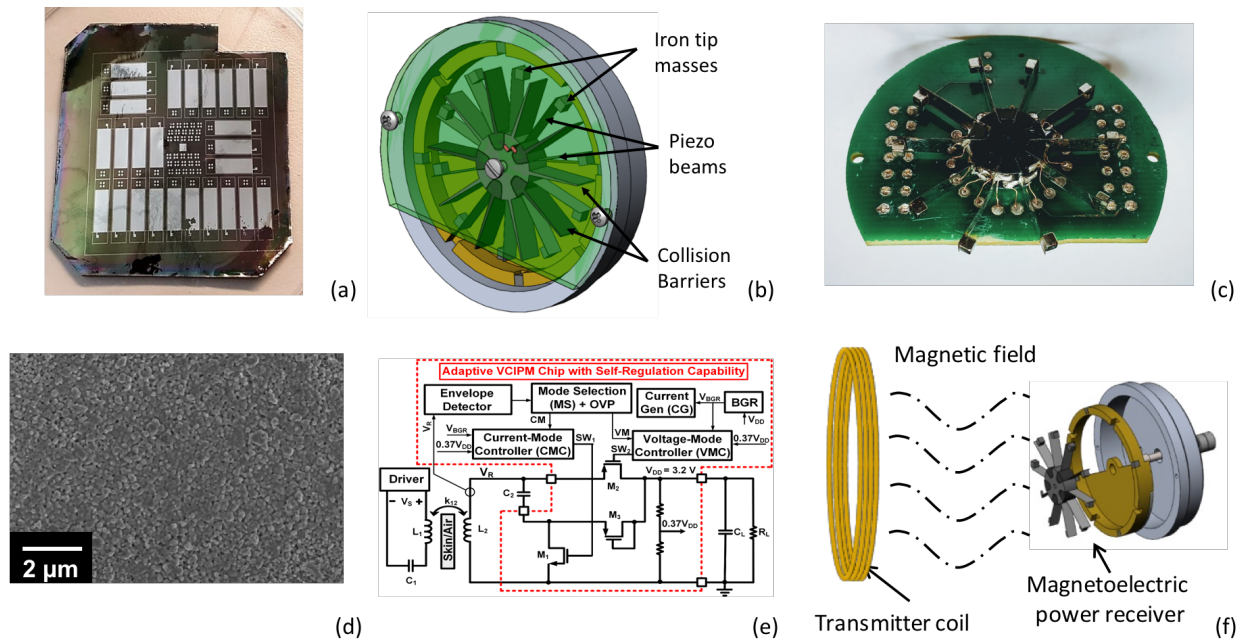 Iron tip
masses
Piezo
beams
Collision
Barriers
(a)
(b)
(c)
2 μm
(d)
Adaptive VCIPM Chip with Self-Regulation Capability
Envelope
Detector
Mode Selection
(MS) + OVP
Current
Gen (CG)
VBGR
BGR
VDD
VR
CM
VBGR
0.37VDD
Current-Mode
Controller (CMC)
SW1
VM
SW2
Voltage-Mode
Controller (VMC)
0.37VDD
Driver
VR
VDD = 3.2 V
− VS +
k12
C2
M2
L1
Skin/Air
L2
M3
0.37VDD
CL
RL
M1
C1
(e)
Magnetic field
Transmitter coil
Magnetoelectric
power receiver
(f)